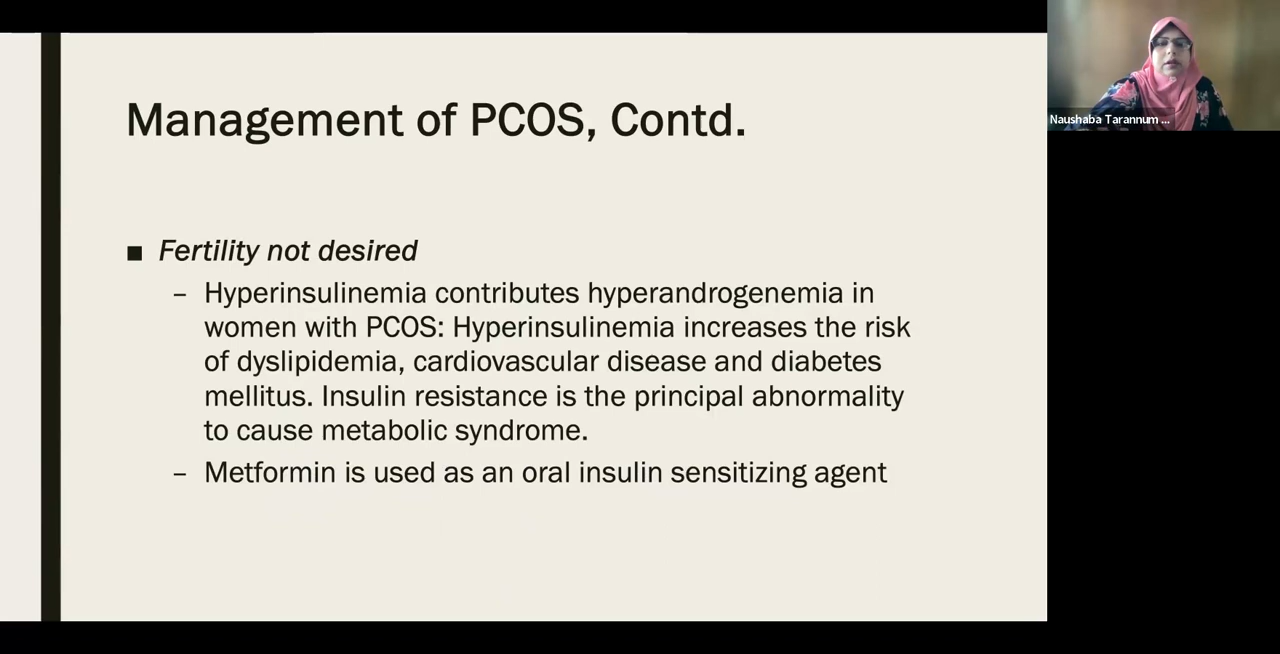 Management of PCOS, Contd.
■ Fertility not desired
– Hyperinsulinemia contributes hyperandrogenemia in
women with PCOS: Hyperinsulinemia increases the risk
of dyslipidemia, cardiovascular disease and diabetes
mellitus. Insulin resistance is the principal abnormality
to cause metabolic syndrome.
– Metformin is used as an oral insulin sensitizing agent
Naushaba Tarannum ...